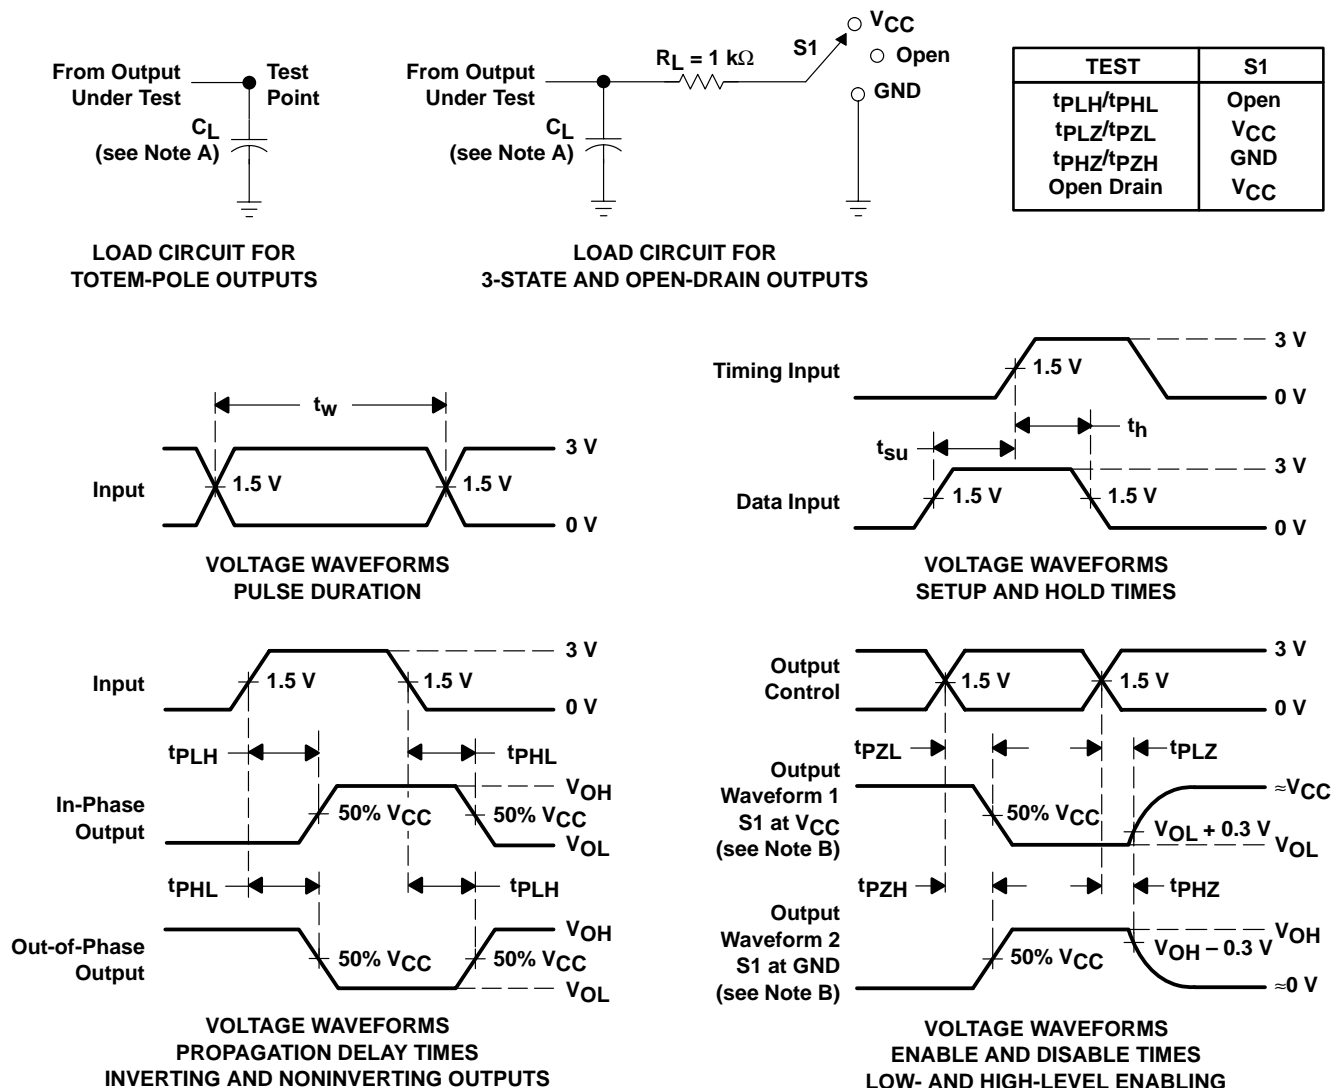 From Output
Under Test
Test
Point
CL
(see Note A)
LOAD CIRCUIT FOR
TOTEM-POLE OUTPUTS
From Output
Under Test
RL = 1 kΩ
S1
VCC
Open
GND
CL
(see Note A)
LOAD CIRCUIT FOR
3-STATE AND OPEN-DRAIN OUTPUTS
TEST S1
tPLH/tPHL Open
tPLZ/tPZL VCC
tPHZ/tPZH GND
Open Drain VCC
tw
Input
1.5 V
1.5 V
3 V
0 V
VOLTAGE WAVEFORMS
PULSE DURATION
Timing Input
1.5 V
3 V
0 V
tsu
th
Data Input
1.5 V
1.5 V
3 V
0 V
VOLTAGE WAVEFORMS
SETUP AND HOLD TIMES
Input
1.5 V
1.5 V
3 V
0 V
tPLH
tPHL
In-Phase
Output
50% VCC
50% VCC
VOH
VOL
tPHL
tPLH
Out-of-Phase
Output
50% VCC
50% VCC
VOH
VOL
VOLTAGE WAVEFORMS
PROPAGATION DELAY TIMES
INVERTING AND NONINVERTING OUTPUTS
Output
Control
1.5 V
1.5 V
3 V
0 V
tPZL
tPLZ
Output
Waveform 1
S1 at VCC
(see Note B)
50% VCC
VOL + 0.3 V
≈VCC
VOL
tPZH
tPHZ
Output
Waveform 2
S1 at GND
(see Note B)
50% VCC
VOH – 0.3 V
VOH
≈0 V
VOLTAGE WAVEFORMS
ENABLE AND DISABLE TIMES
LOW- AND HIGH-LEVEL ENABLING